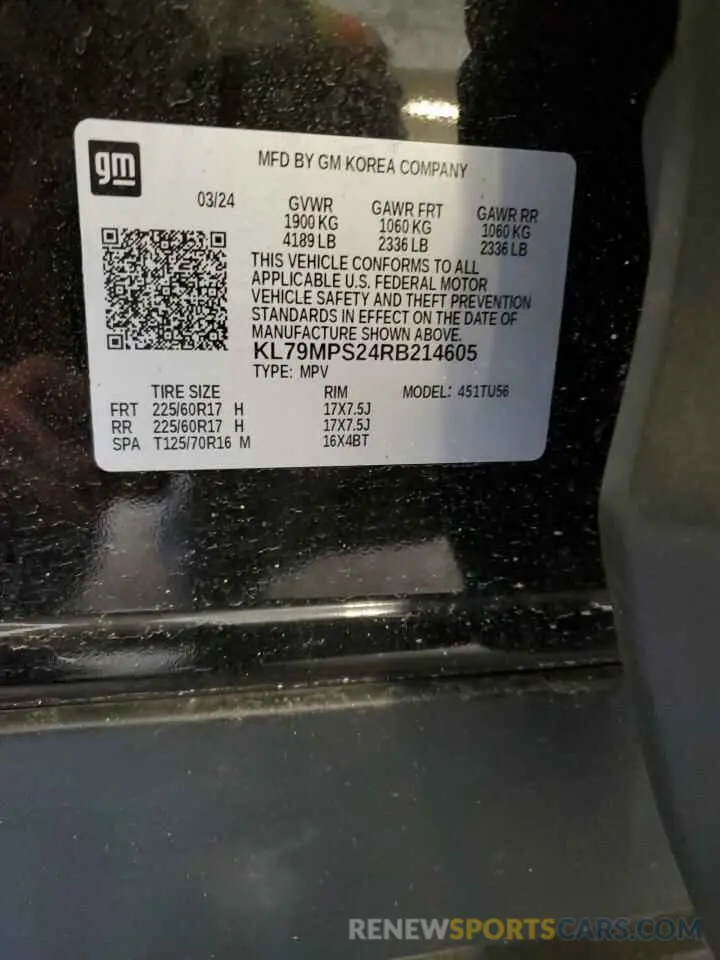 gm
MFD BY GM KOREA COMPANY
03/24 GVWR GAWR FRT GAWR RR
1900 KG 1060 KG 1060 KG
4189 LB 2336 LB 2336 LB
THIS VEHICLE CONFORMS TO ALL
APPLICABLE U.S. FEDERAL MOTOR
VEHICLE SAFETY AND THEFT PREVENTION
STANDARDS IN EFFECT ON THE DATE OF
MANUFACTURE SHOWN ABOVE.
KL79MPS24RB214605
TYPE: MPV
TIRE SIZE RIM MODEL: 451TU56
FRT 225/60R17 H 17X7.5J
RR 225/60R17 H 17X7.5J
SPA T125/70R16 M 16X4BT
RENEWSPORTSCARS.COM